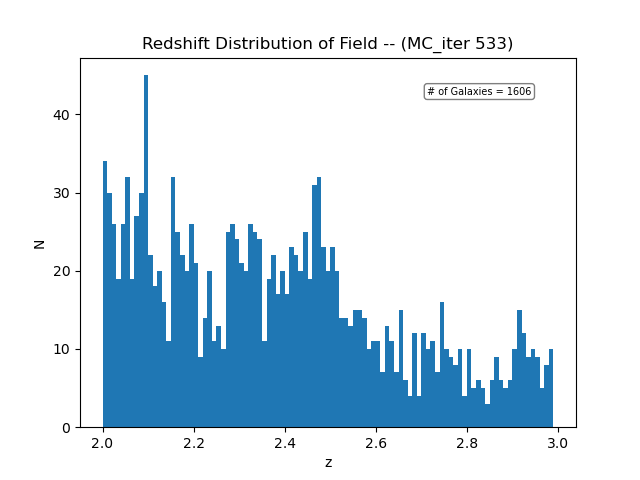 Redshift Distribution of Field -- (MC_iter 533)
# of Galaxies = 1606
40
30
20
10
0
N
2.0 2.2 2.4 2.6 2.8 3.0
z